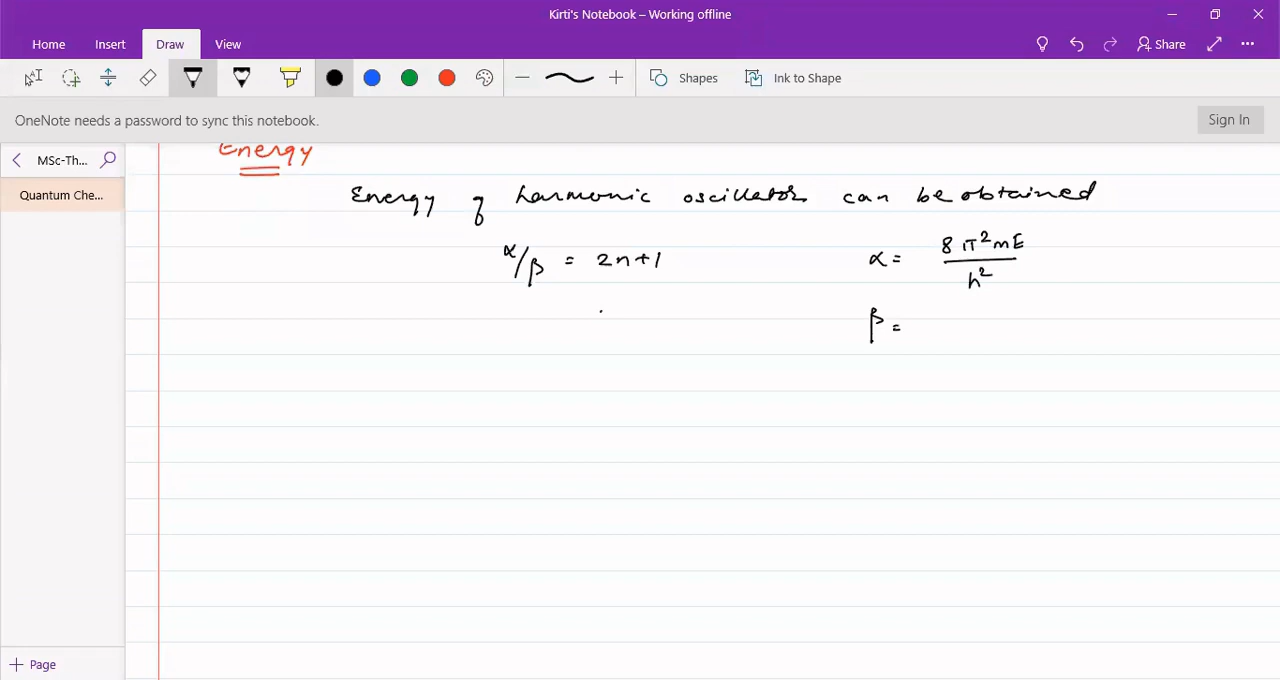 Kirti's Notebook – Working offline
Home Insert Draw View
Share
Shapes Ink to Shape
OneNote needs a password to sync this notebook.
Sign In
MSc-Th...
Quantum Che...
Energy
Energy of harmonic oscillator can be obtained
α/β = 2n+1
α = 8π²mE/h²
β =
+ Page